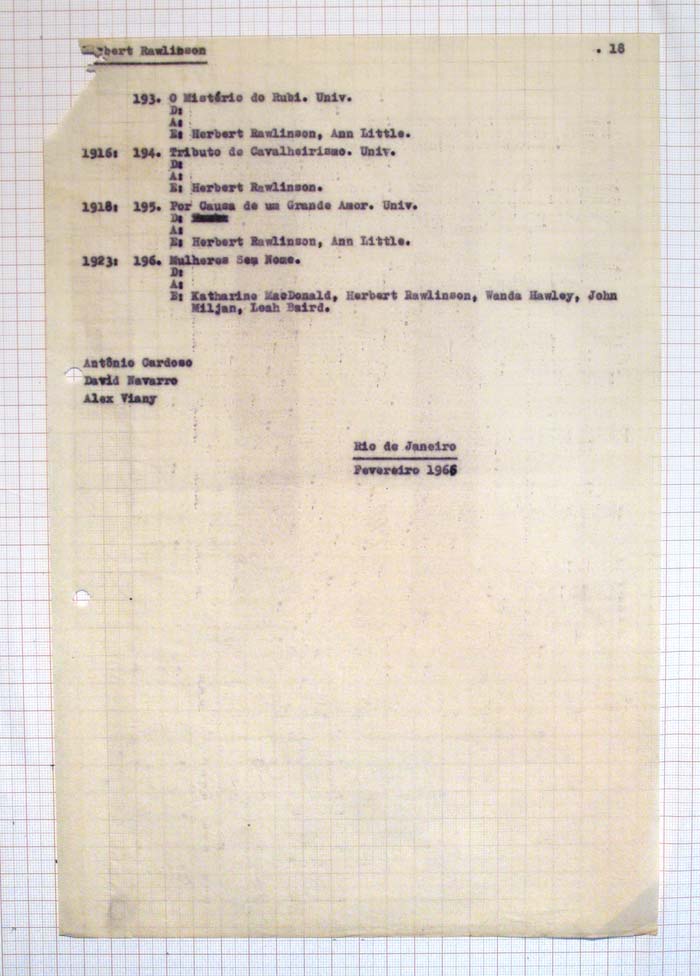 Herbert Rawlinson . 18
193. O Mistério do Rubi. Univ.
D:
A:
E: Herbert Rawlinson, Ann Little.
1916: 194. Tributo de Cavalheirismo. Univ.
D:
A:
E: Herbert Rawlinson.
1918: 195. Por Causa de um Grande Amor. Univ.
D:
A:
E: Herbert Rawlinson, Ann Little.
1923: 196. Mulheres Sem Nome.
D:
A:
E: Katharine MacDonald, Herbert Rawlinson, Wanda Hawley, John
Miljan, Leah Baird.
Antônio Cardoso
David Navarro
Alex Viany
Rio de Janeiro
Fevereiro 1966